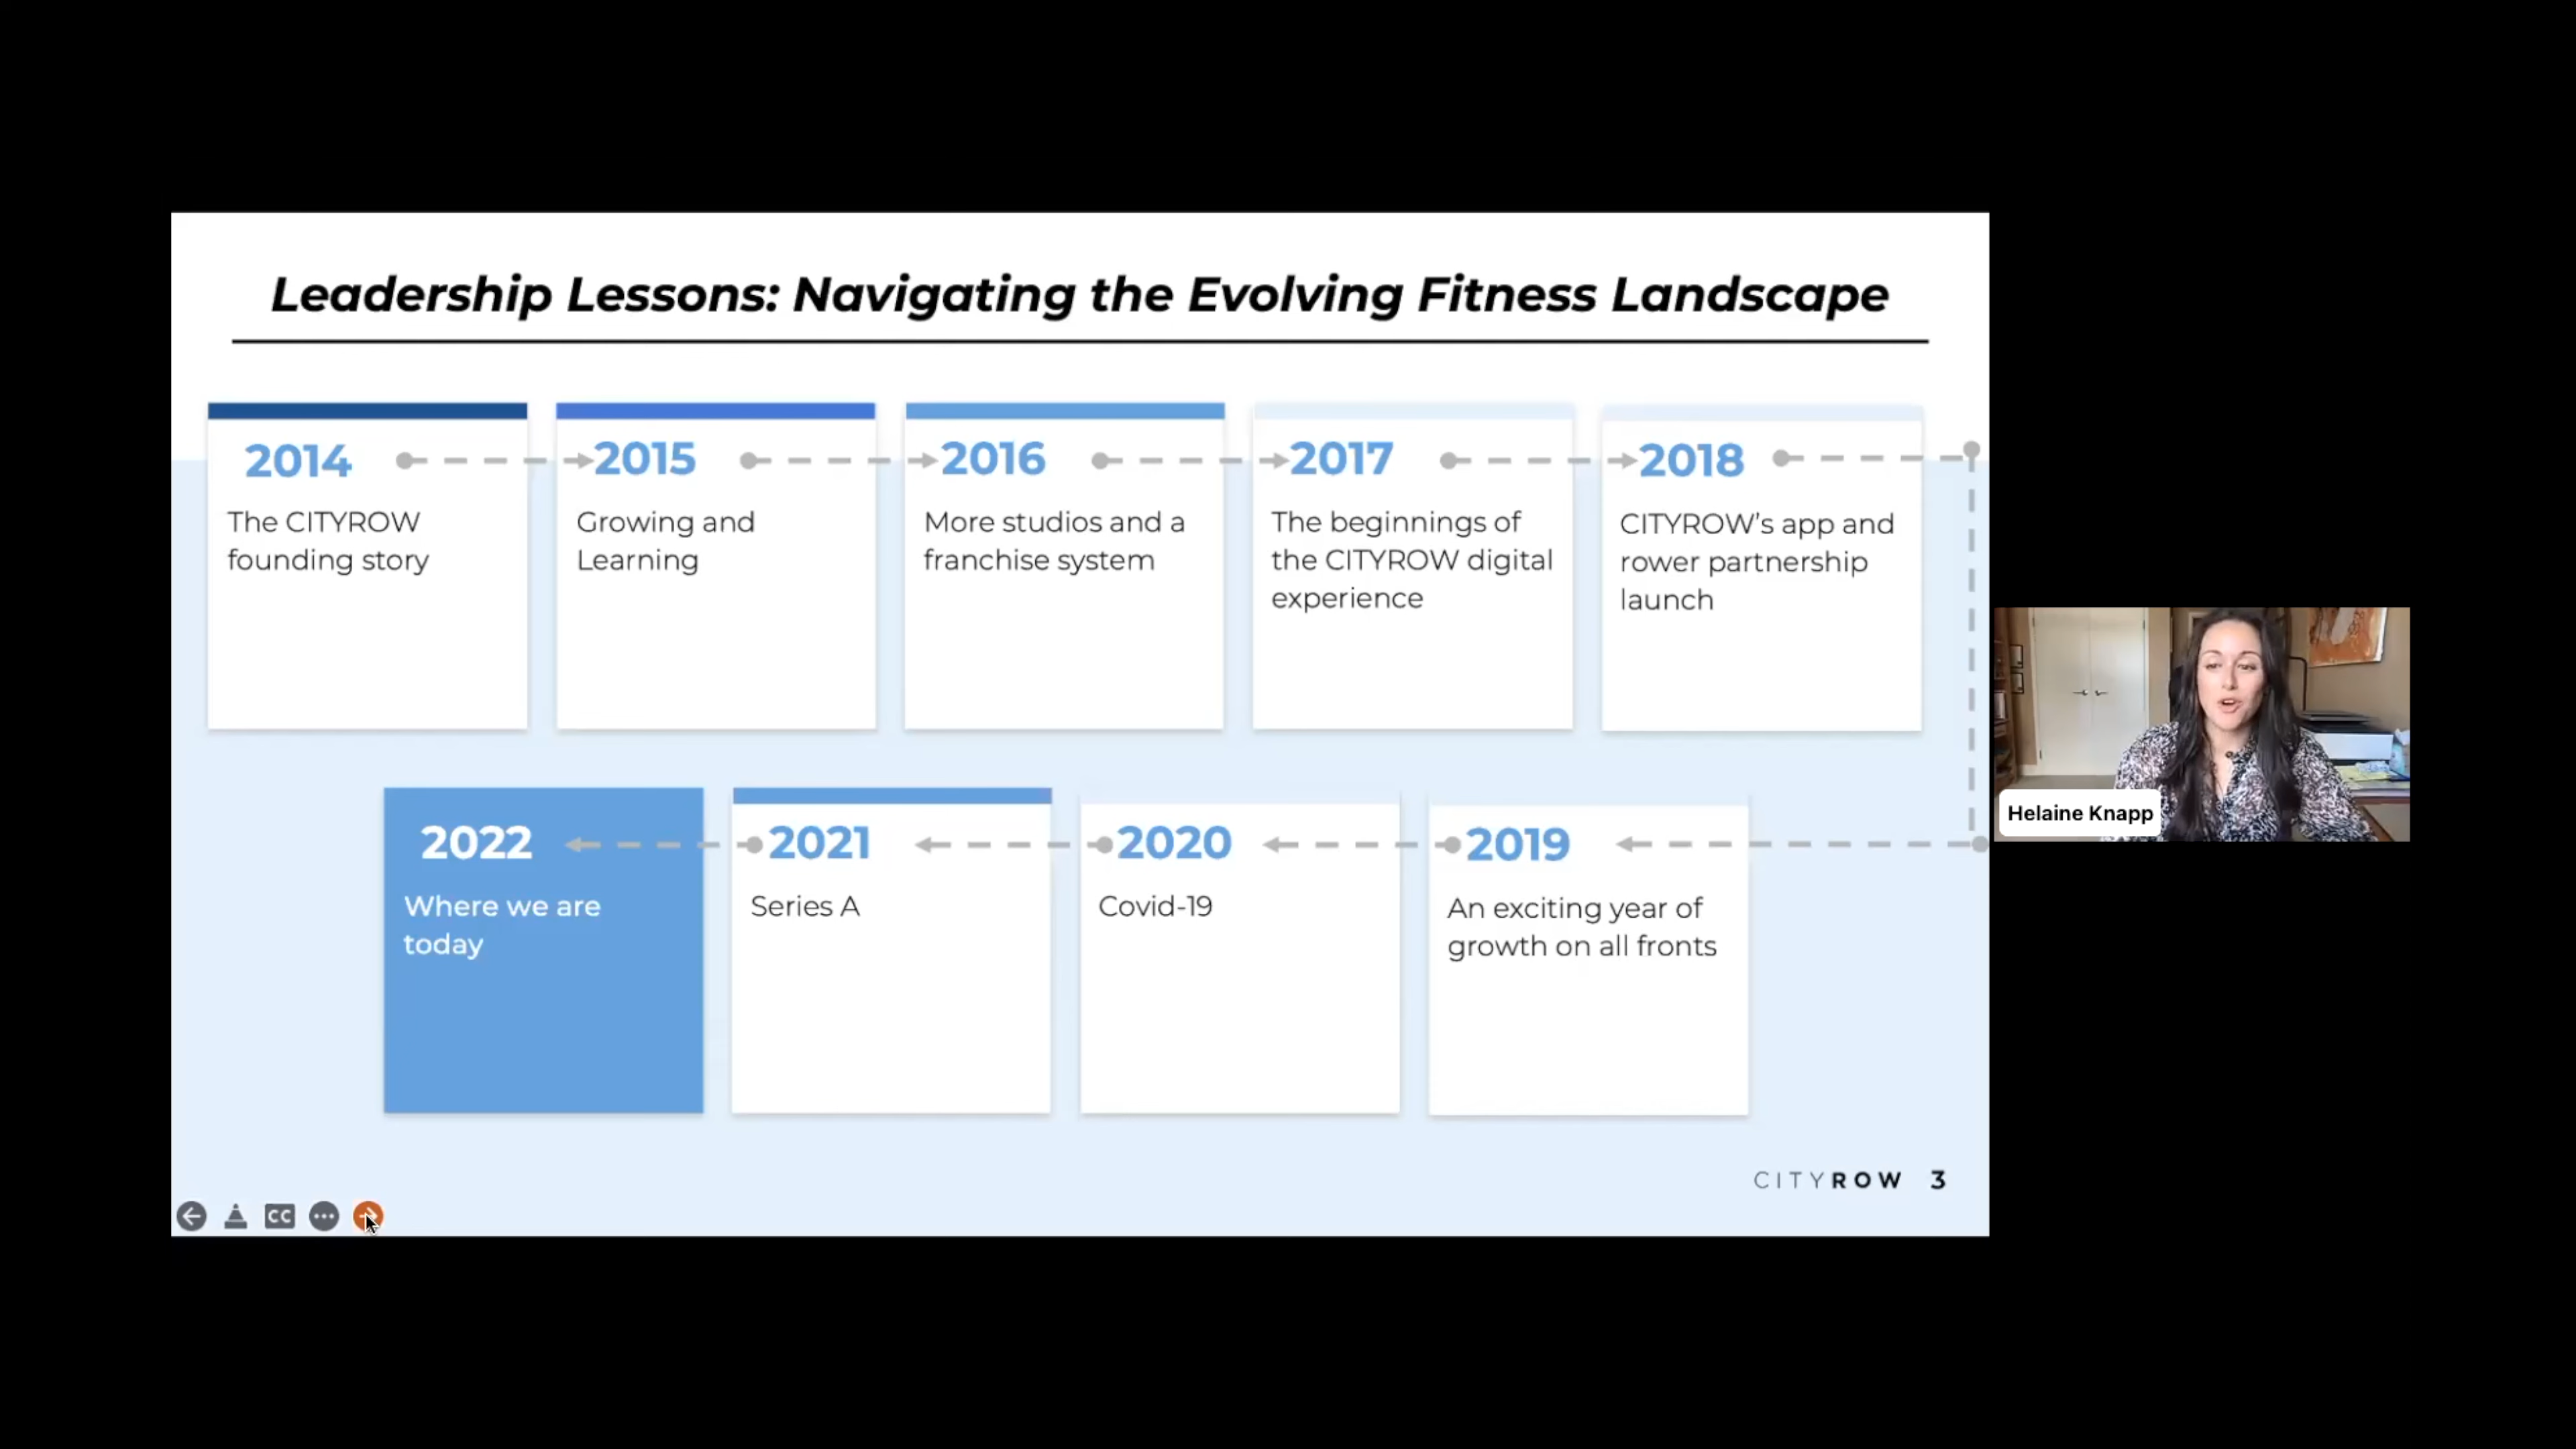 Leadership Lessons: Navigating the Evolving Fitness Landscape
2014
The CITYROW
founding story
2015
Growing and
Learning
2016
More studios and a
franchise system
2017
The beginnings of
the CITYROW digital
experience
2018
CITYROW’s app and
rower partnership
launch
2022
Where we are
today
2021
Series A
2020
Covid-19
2019
An exciting year of
growth on all fronts
Helaine Knapp
CITYROW 3
CC